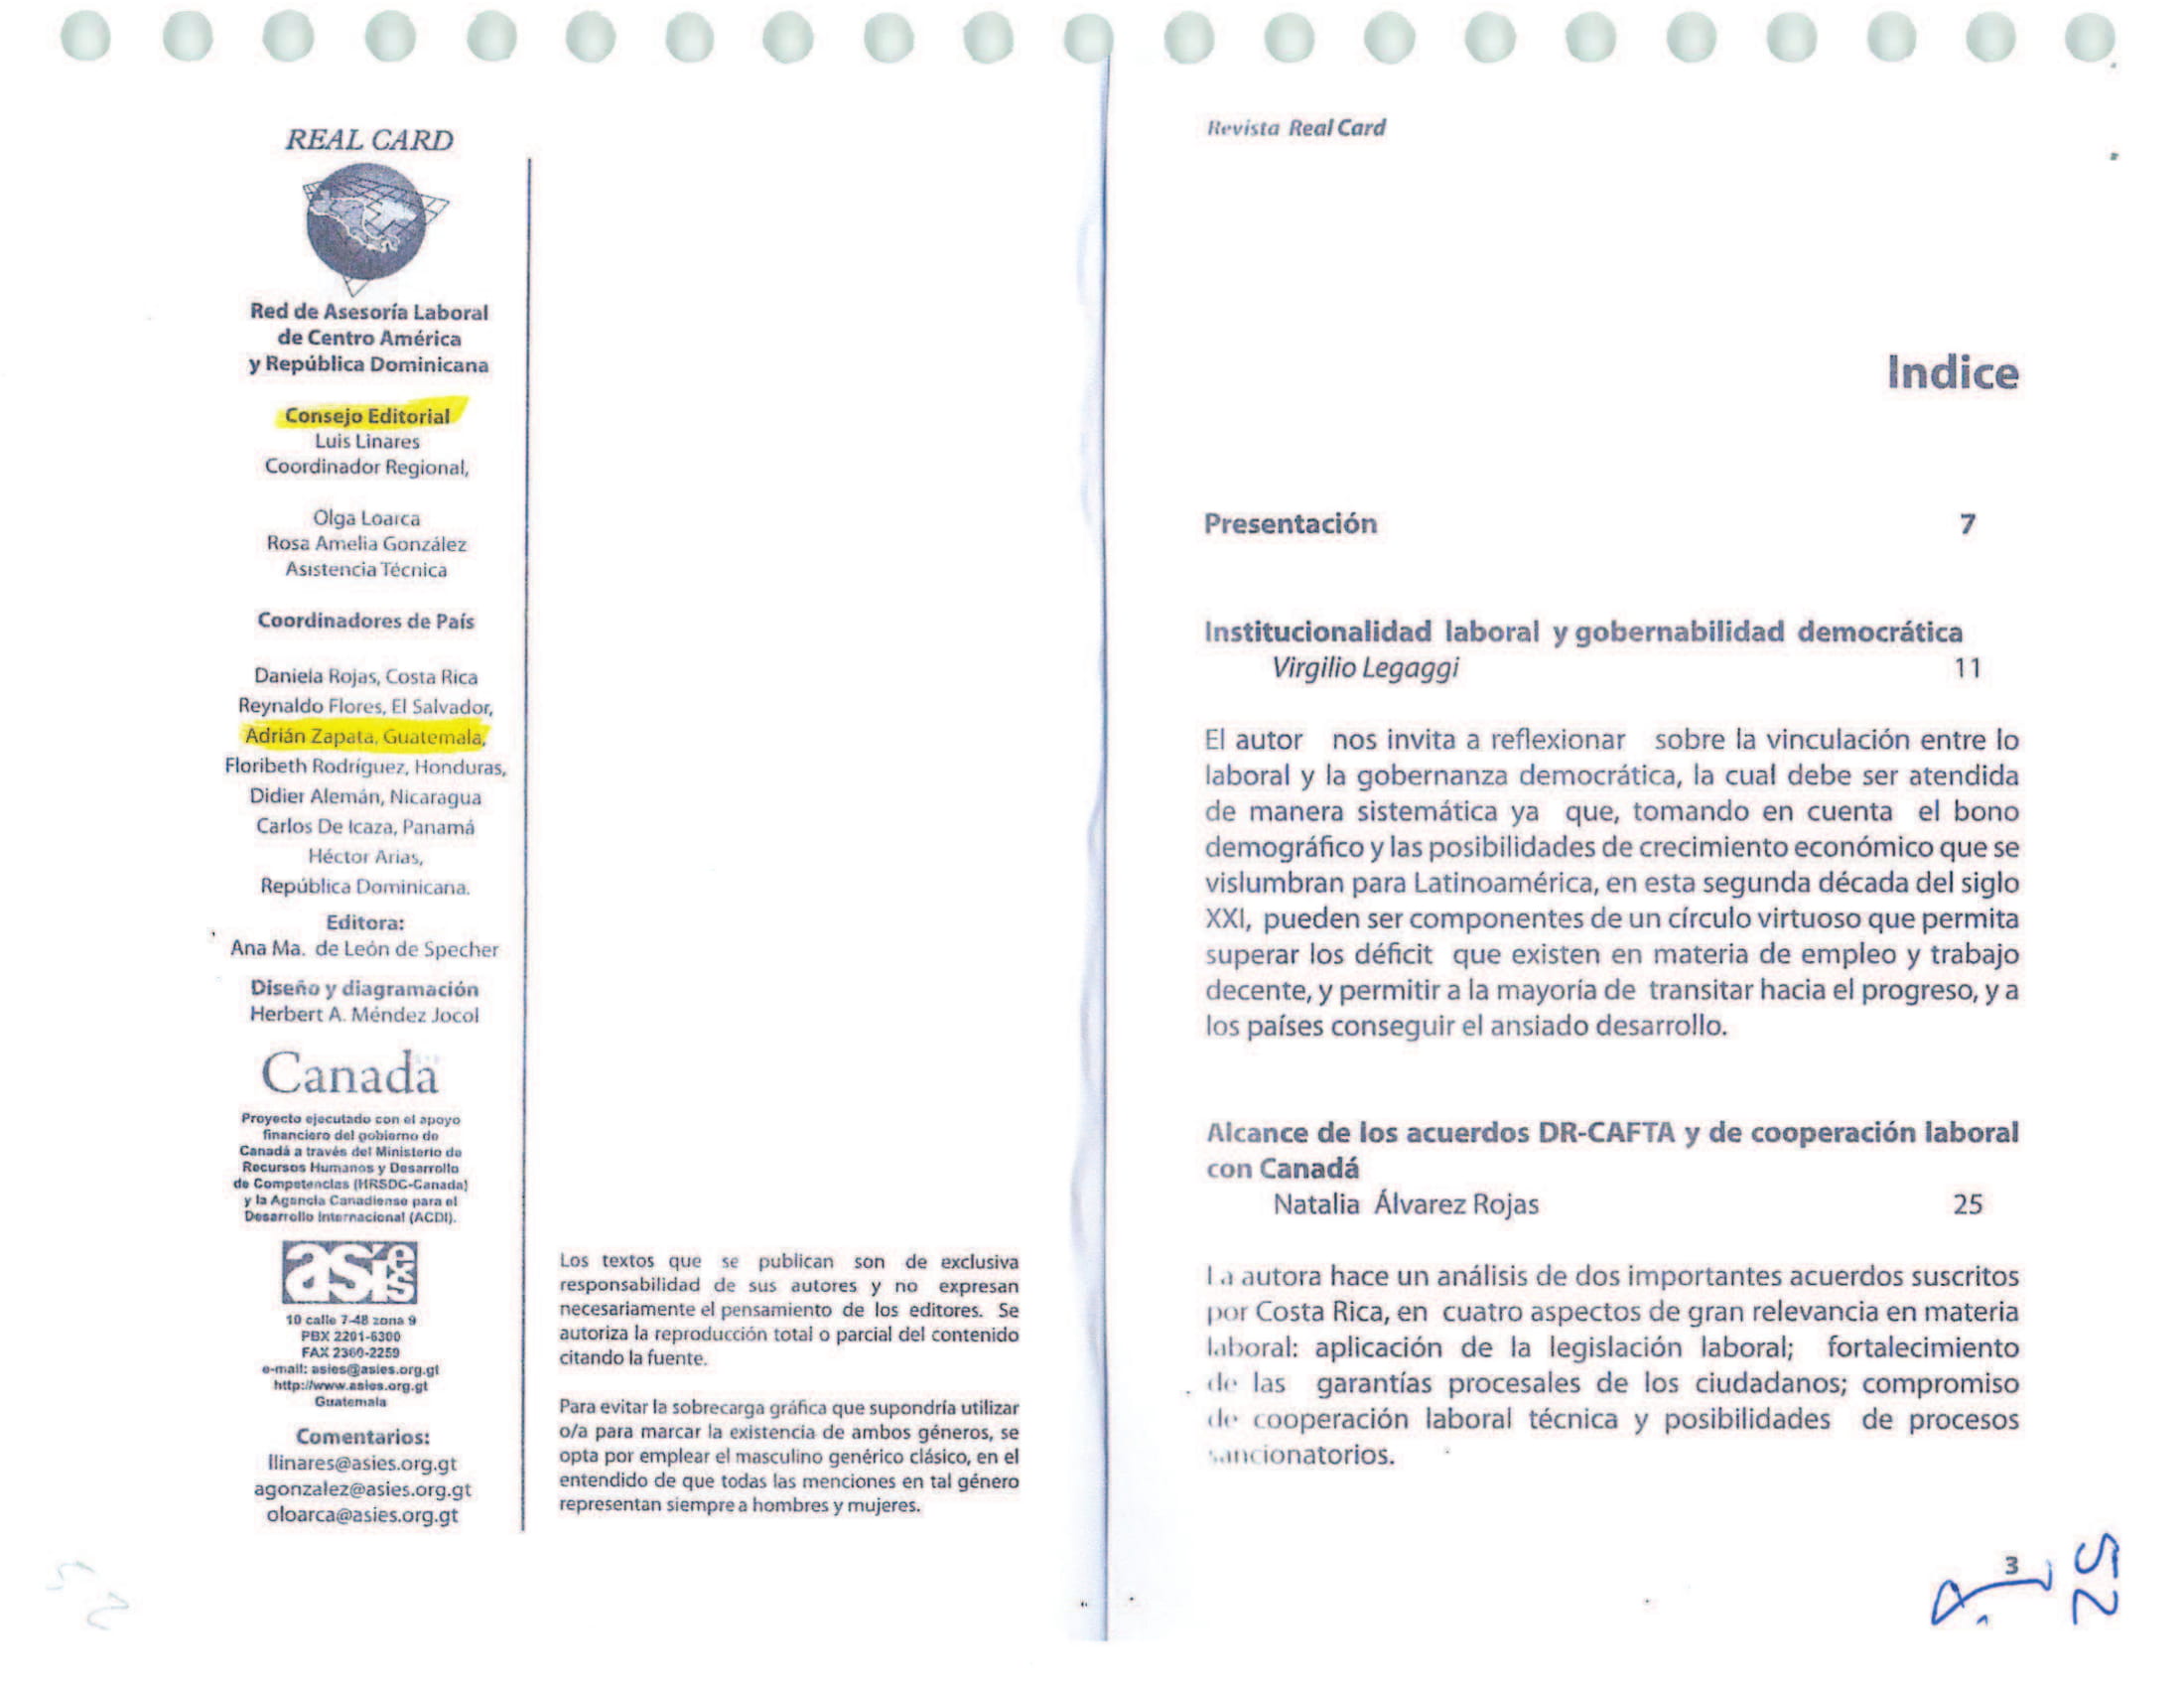 REAL CARD
Red de Asesoría Laboral
de Centro América
y República Dominicana
Consejo Editorial
Luis Linares
Coordinador Regional,
Olga Loarca
Rosa Amelia González
Asistencia Técnica
Coordinadores de País
Daniela Rojas, Costa Rica
Reynaldo Flores, El Salvador,
Adrián Zapata, Guatemala,
Floribeth Rodríguez, Honduras,
Didier Alemán, Nicaragua
Carlos De Icaza, Panamá
Héctor Arias,
República Dominicana.
Editora:
Ana Ma. de León de Specher
Diseño y diagramación
Herbert A. Méndez Jocol
Canada
Proyecto ejecutado con el apoyo
financiero del gobierno de
Canadá a través del Ministerio de
Recursos Humanos y Desarrollo
de Competencias (HRSDC-Canada)
y la Agencia Canadiense para el
Desarrollo Internacional (ACDI).
asies
10 calle 7-48 zona 9
PBX 2201-6300
FAX 2360-2259
e-mail: asies@asies.org.gt
http://www.asies.org.gt
Guatemala
Comentarios:
llinares@asies.org.gt
agonzalez@asies.org.gt
oloarca@asies.org.gt
Los textos que se publican son de exclusiva
responsabilidad de sus autores y no expresan
necesariamente el pensamiento de los editores. Se
autoriza la reproducción total o parcial del contenido
citando la fuente.
Para evitar la sobrecarga gráfica que supondría utilizar
o/a para marcar la existencia de ambos géneros, se
opta por emplear el masculino genérico clásico, en el
entendido de que todas las menciones en tal género
representan siempre a hombres y mujeres.
Revista Real Card
Indice
Presentación 7
Institucionalidad laboral y gobernabilidad democrática
Virgilio Legaggi 11
El autor nos invita a reflexionar sobre la vinculación entre lo
laboral y la gobernanza democrática, la cual debe ser atendida
de manera sistemática ya que, tomando en cuenta el bono
demográfico y las posibilidades de crecimiento económico que se
vislumbran para Latinoamérica, en esta segunda década del siglo
XXI, pueden ser componentes de un círculo virtuoso que permita
superar los déficit que existen en materia de empleo y trabajo
decente, y permitir a la mayoría de transitar hacia el progreso, y a
los países conseguir el ansiado desarrollo.
Alcance de los acuerdos DR-CAFTA y de cooperación laboral
con Canadá
Natalia Álvarez Rojas 25
La autora hace un análisis de dos importantes acuerdos suscritos
por Costa Rica, en cuatro aspectos de gran relevancia en materia
laboral: aplicación de la legislación laboral; fortalecimiento
de las garantías procesales de los ciudadanos; compromiso
de cooperación laboral técnica y posibilidades de procesos
sancionatorios.
3
52